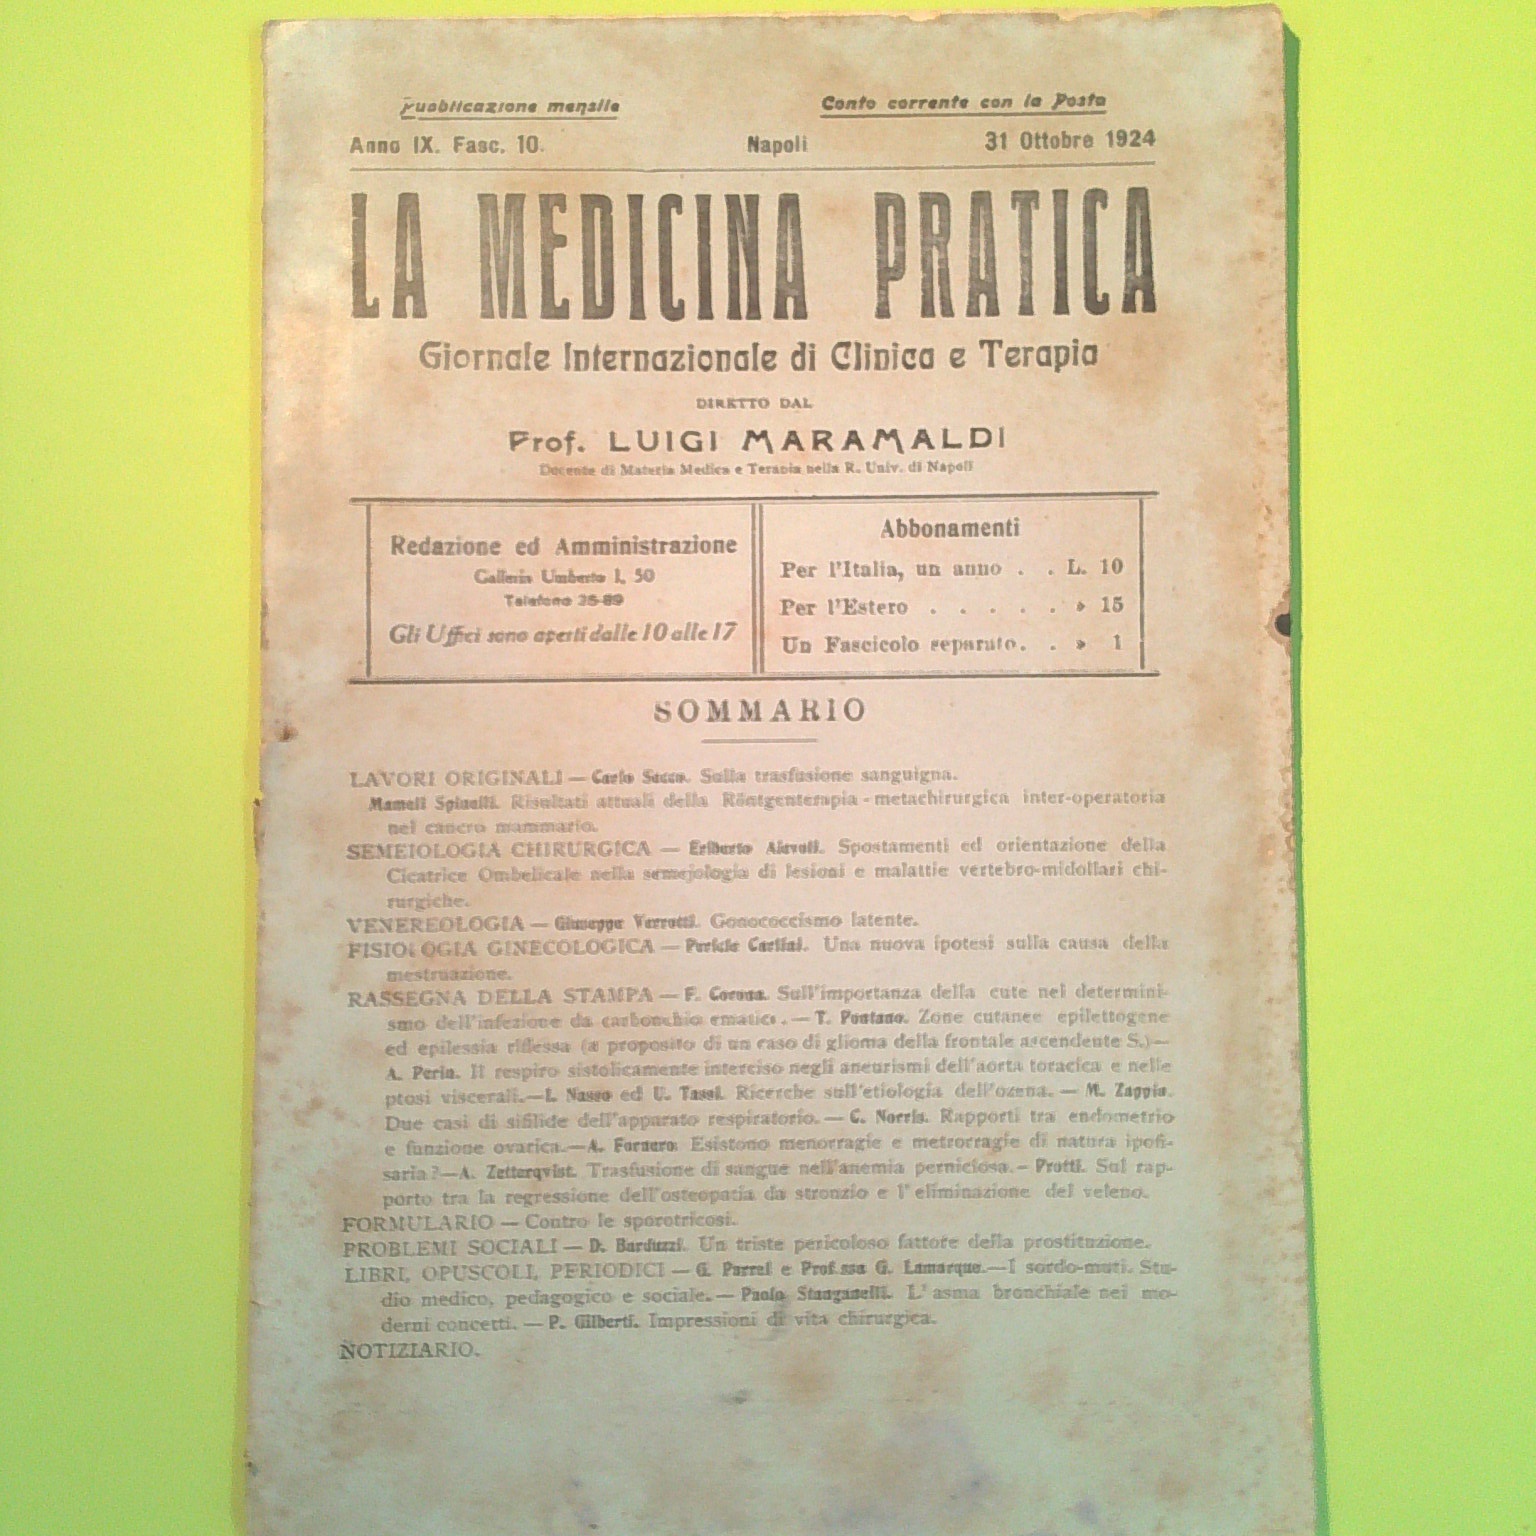 Pubblicazione mensile
Conto corrente con la Posta
Anno IX. Fasc. 10. Napoli 31 Ottobre 1924
LA MEDICINA PRATICA
Giornale Internazionale di Clinica e Terapia
DIRETTO DAL
Prof. LUIGI MARAMALDI
Docente di Materia Medica e Terapia nella R. Univ. di Napoli
Redazione ed Amministrazione
Galleria Umberto I, 50
Telefono 26-89
Gli Uffici sono aperti dalle 10 alle 17
Abbonamenti
Per l'Italia, un anno . . L. 10
Per l'Estero . . . . . . » 15
Un Fascicolo separato. . » 1
SOMMARIO
LAVORI ORIGINALI — Carlo Sacco. Sulla trasfusione sanguigna.
Mameli Spinelli. Risultati attuali della Röntgenterapia - metachirurgica inter-operatoria
nel cancro mammario.
SEMEIOLOGIA CHIRURGICA — Eriberto Aievoli. Spostamenti ed orientazione della
Cicatrice Ombelicale nella semejologia di lesioni e malattie vertebro-midollari chi-
rurgiche.
VENEREOLOGIA — Giuseppe Verrotti. Gonococcismo latente.
FISIOLOGIA GINECOLOGICA — Pericle Carlini. Una nuova ipotesi sulla causa della
mestruazione.
RASSEGNA DELLA STAMPA — F. Corona. Sull'importanza della cute nel determini-
smo dell'infezione da carbonchio ematico. — T. Pontano. Zone cutanee epilettogene
ed epilessia riflessa (a proposito di un caso di glioma della frontale ascendente S.)—
A. Perin. Il respiro sistolicamente interciso negli aneurismi dell'aorta toracica e nelle
ptosi viscerali.—I. Nasso ed U. Tassi. Ricerche sull'etiologia dell'ozena. — M. Zappia.
Due casi di sifilide dell'apparato respiratorio. — C. Norris. Rapporti tra endometrio
e funzione ovarica.—A. Fornero. Esistono menorragie e metrorragie di natura ipofi-
saria?—A. Zetterqvist. Trasfusione di sangue nell'anemia perniciosa.- Protti. Sul rap-
porto tra la regressione dell'osteopatia da stronzio e l'eliminazione del veleno.
FORMULARIO — Contro le sporotricosi.
PROBLEMI SOCIALI — D. Barduzzi. Un triste pericoloso fattore della prostituzione.
LIBRI, OPUSCOLI, PERIODICI — G. Parrel e Prof.ssa G. Lamarque.—I sordo-muti. Stu-
dio medico, pedagogico e sociale. — Paolo Stanganelli. L'asma bronchiale nei mo-
derni concetti. — P. Gilberti. Impressioni di vita chirurgica.
NOTIZIARIO.